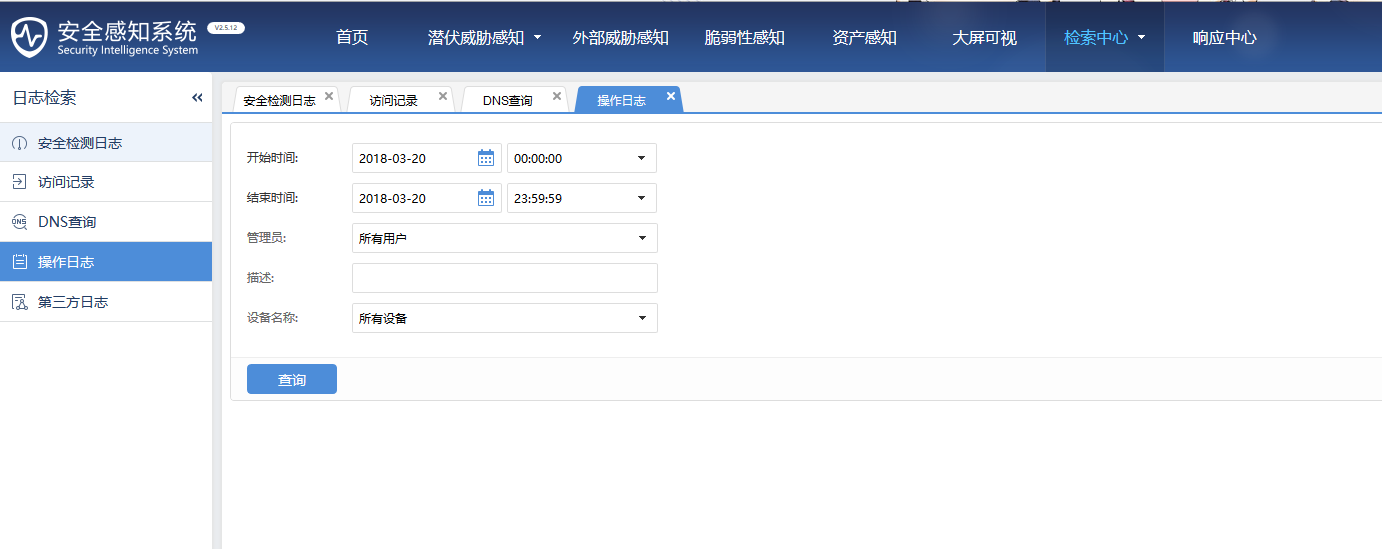 安全感知系统 V2.5.12
Security Intelligence System
首页 潜伏威胁感知 外部威胁感知 脆弱性感知 资产感知 大屏可视 检索中心 响应中心
日志检索
安全检测日志
访问记录
DNS查询
操作日志
第三方日志
安全检测日志 访问记录 DNS查询 操作日志
开始时间: 2018-03-20 00:00:00
结束时间: 2018-03-20 23:59:59
管理员: 所有用户
描述:
设备名称: 所有设备
查询